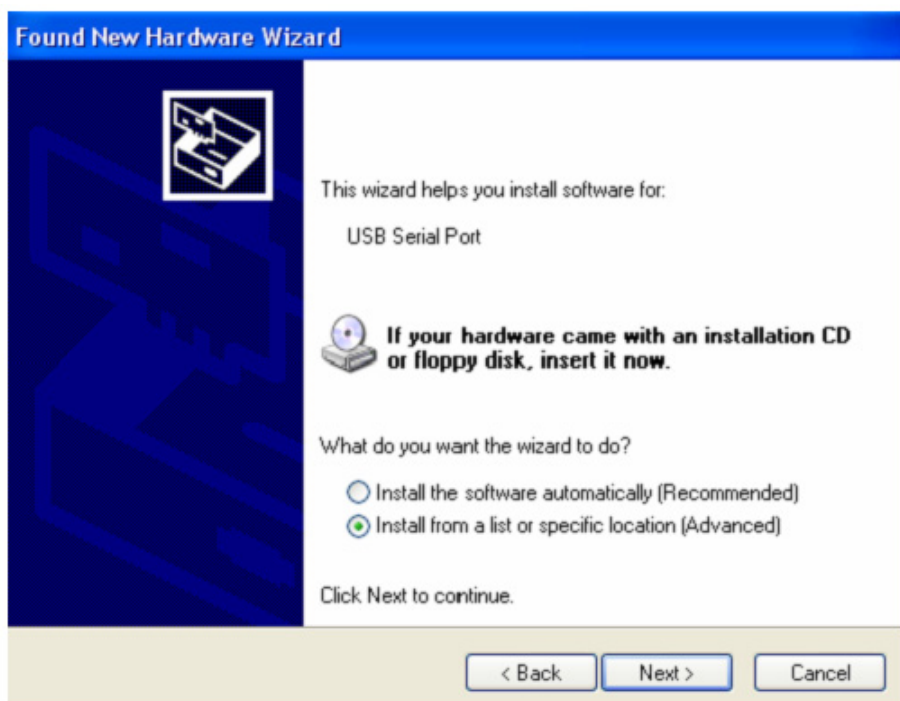 Found New Hardware Wizard
This wizard helps you install software for:
USB Serial Port
If your hardware came with an installation CD
or floppy disk, insert it now.
What do you want the wizard to do?
Install the software automatically (Recommended)
Install from a list or specific location (Advanced)
Click Next to continue.
< Back Next > Cancel